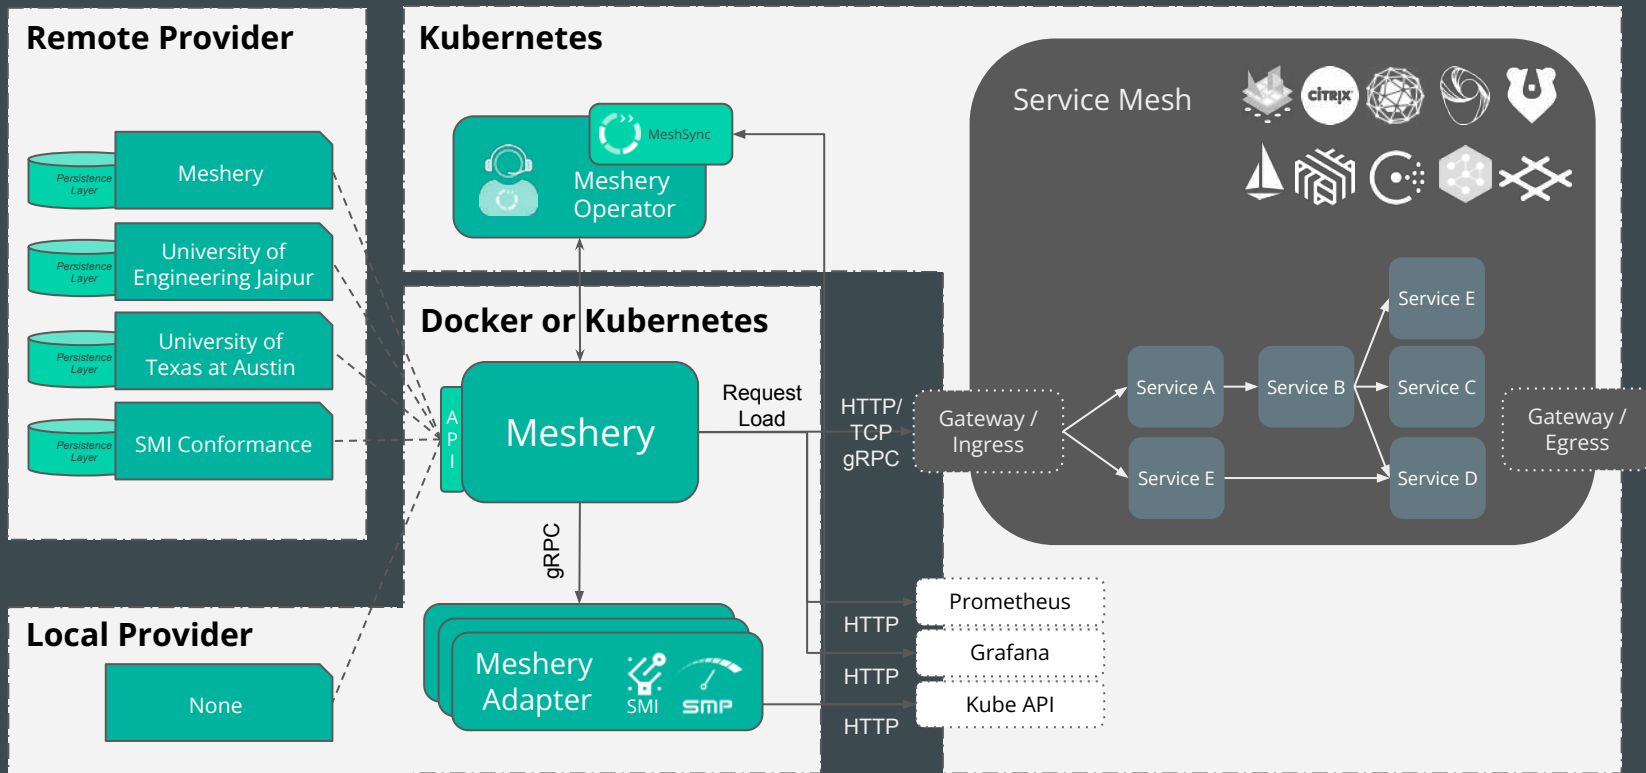 Remote Provider
Persistence
Layer
Meshery
Persistence
Layer
University of
Engineering Jaipur
Persistence
Layer
University of
Texas at Austin
Persistence
Layer
SMI Conformance
Local Provider
None
Kubernetes
MeshSync
Meshery
Operator
Docker or Kubernetes
A
P
I
Meshery
Request
Load
gRPC
Meshery
Adapter
SMI
SMP
HTTP/
TCP
gRPC
HTTP
HTTP
HTTP
Service Mesh
CITRIX
Gateway /
Ingress
Service A
Service B
Service E
Service C
Service E
Service D
Gateway /
Egress
Prometheus
Grafana
Kube API